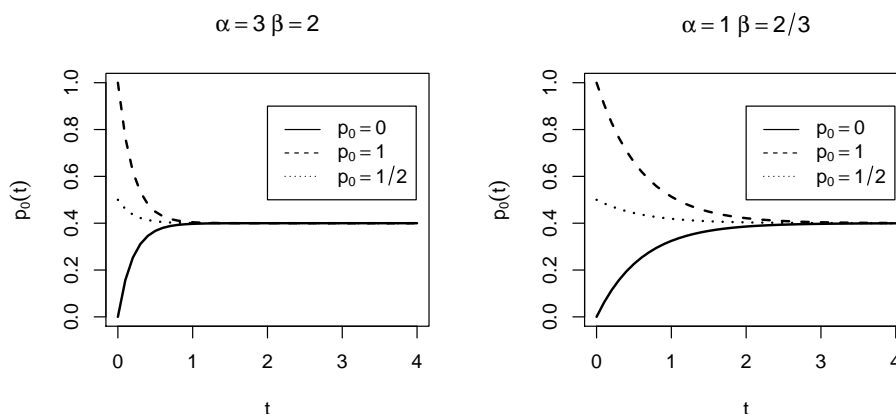 α = 3 β = 2
p₀(t)
1.0
0.8
0.6
0.4
0.2
0.0
p₀ = 0
p₀ = 1
p₀ = 1/2
0 1 2 3 4
t
α = 1 β = 2/3
p₀(t)
1.0
0.8
0.6
0.4
0.2
0.0
p₀ = 0
p₀ = 1
p₀ = 1/2
0 1 2 3 4
t